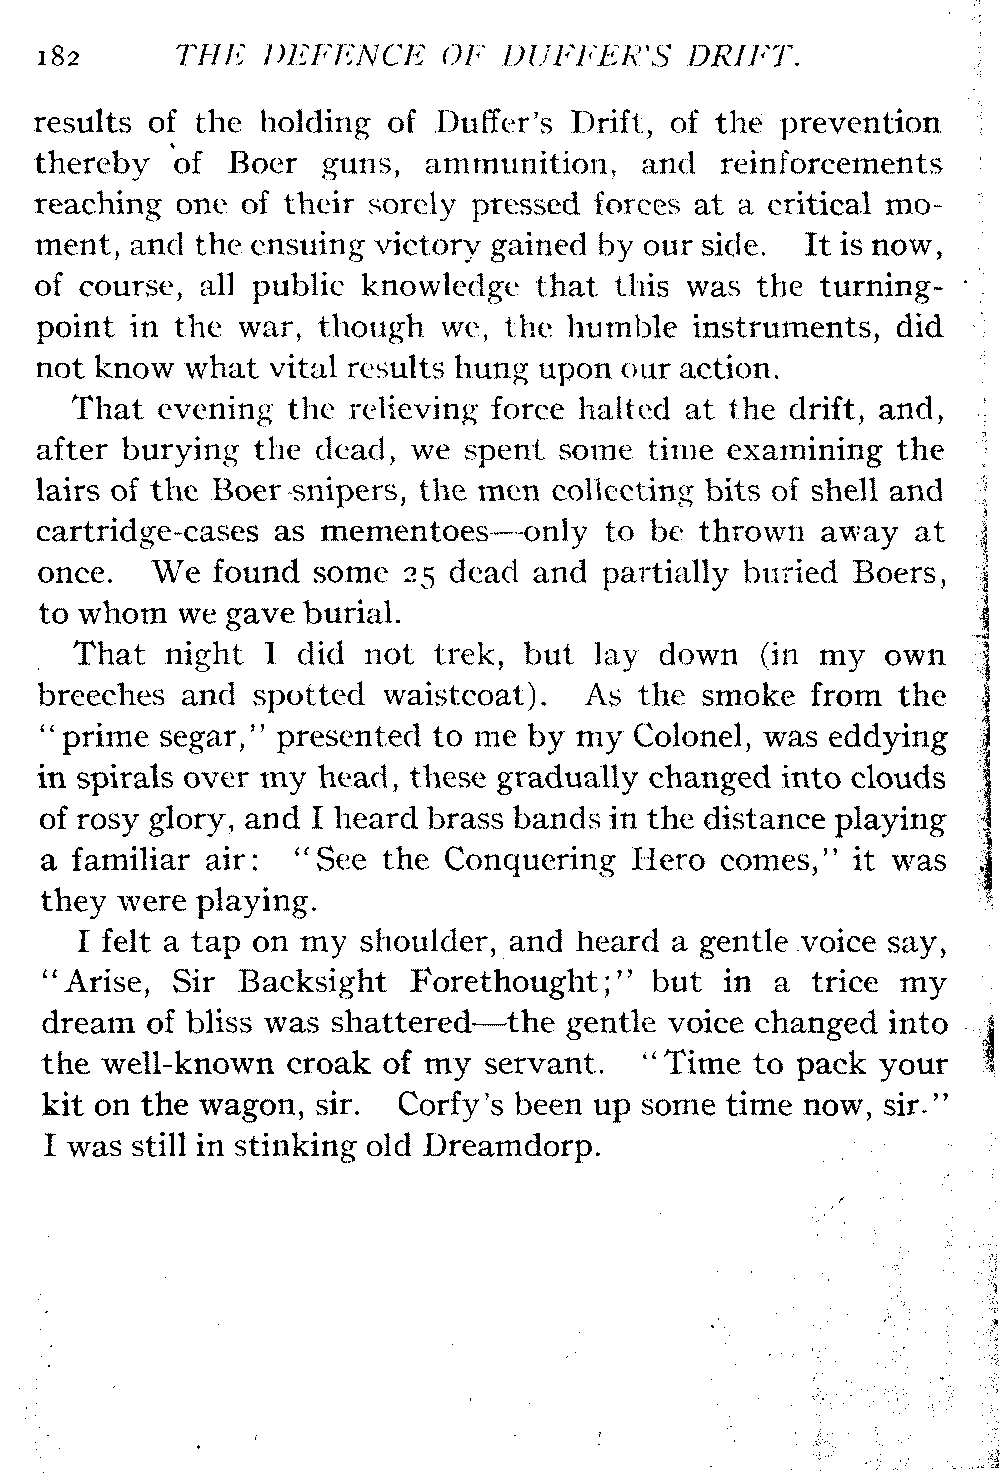 182 THE DEFENCE OF DUFFER'S DRIFT.
results of the holding of Duffer's Drift, of the prevention
thereby of Boer guns, ammunition, and reinforcements
reaching one of their sorely pressed forces at a critical mo-
ment, and the ensuing victory gained by our side. It is now,
of course, all public knowledge that this was the turning-
point in the war, though we, the humble instruments, did
not know what vital results hung upon our action.
That evening the relieving force halted at the drift, and,
after burying the dead, we spent some time examining the
lairs of the Boer snipers, the men collecting bits of shell and
cartridge-cases as mementoes—only to be thrown away at
once. We found some 25 dead and partially buried Boers,
to whom we gave burial.
That night I did not trek, but lay down (in my own
breeches and spotted waistcoat). As the smoke from the
"prime segar," presented to me by my Colonel, was eddying
in spirals over my head, these gradually changed into clouds
of rosy glory, and I heard brass bands in the distance playing
a familiar air: "See the Conquering Hero comes," it was
they were playing.
I felt a tap on my shoulder, and heard a gentle voice say,
"Arise, Sir Backsight Forethought;" but in a trice my
dream of bliss was shattered—the gentle voice changed into
the well-known croak of my servant. "Time to pack your
kit on the wagon, sir. Corfy's been up some time now, sir."
I was still in stinking old Dreamdorp.